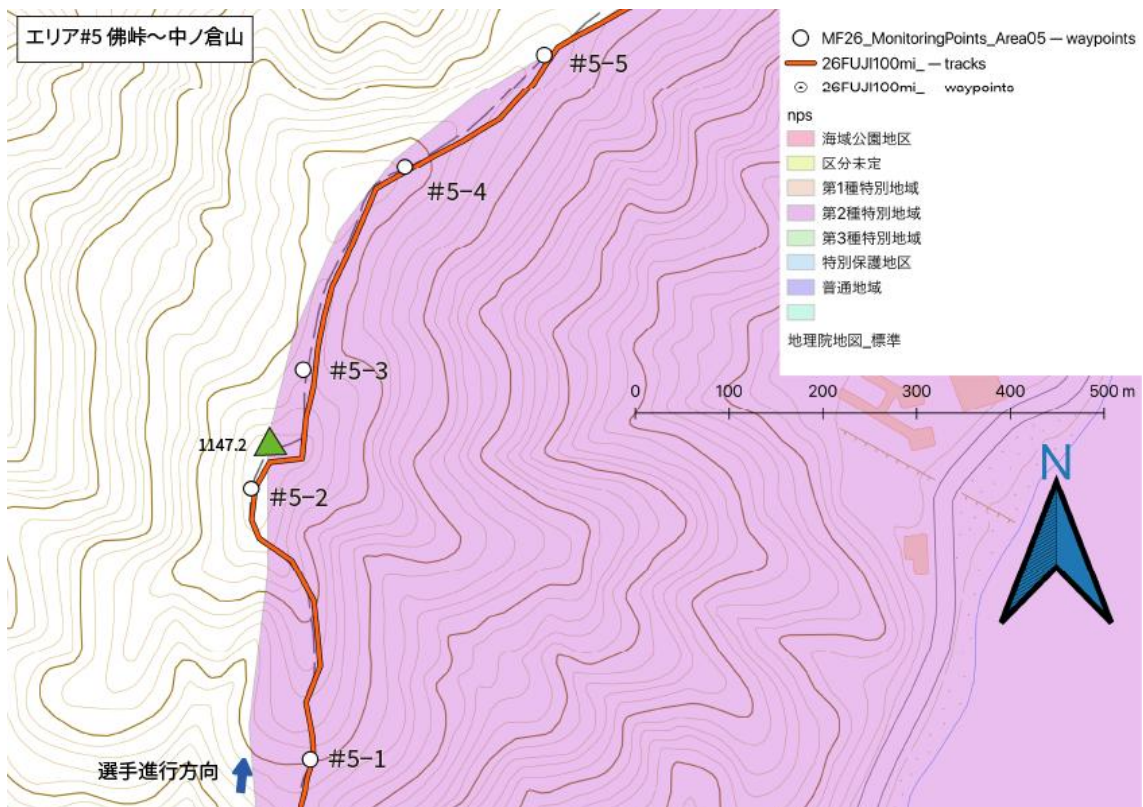 エリア#5 佛峠～中ノ倉山
MF26_MonitoringPoints_Area05 — waypoints
26FUJI100mi_ — tracks
26FUJI100mi_ waypoints
nps
海域公園地区
区分未定
第1種特別地域
第2種特別地域
第3種特別地域
特別保護地区
普通地域
地理院地図_標準
0 100 200 300 400 500 m
N
#5-5
#5-4
#5-3
1147.2
#5-2
選手進行方向
#5-1